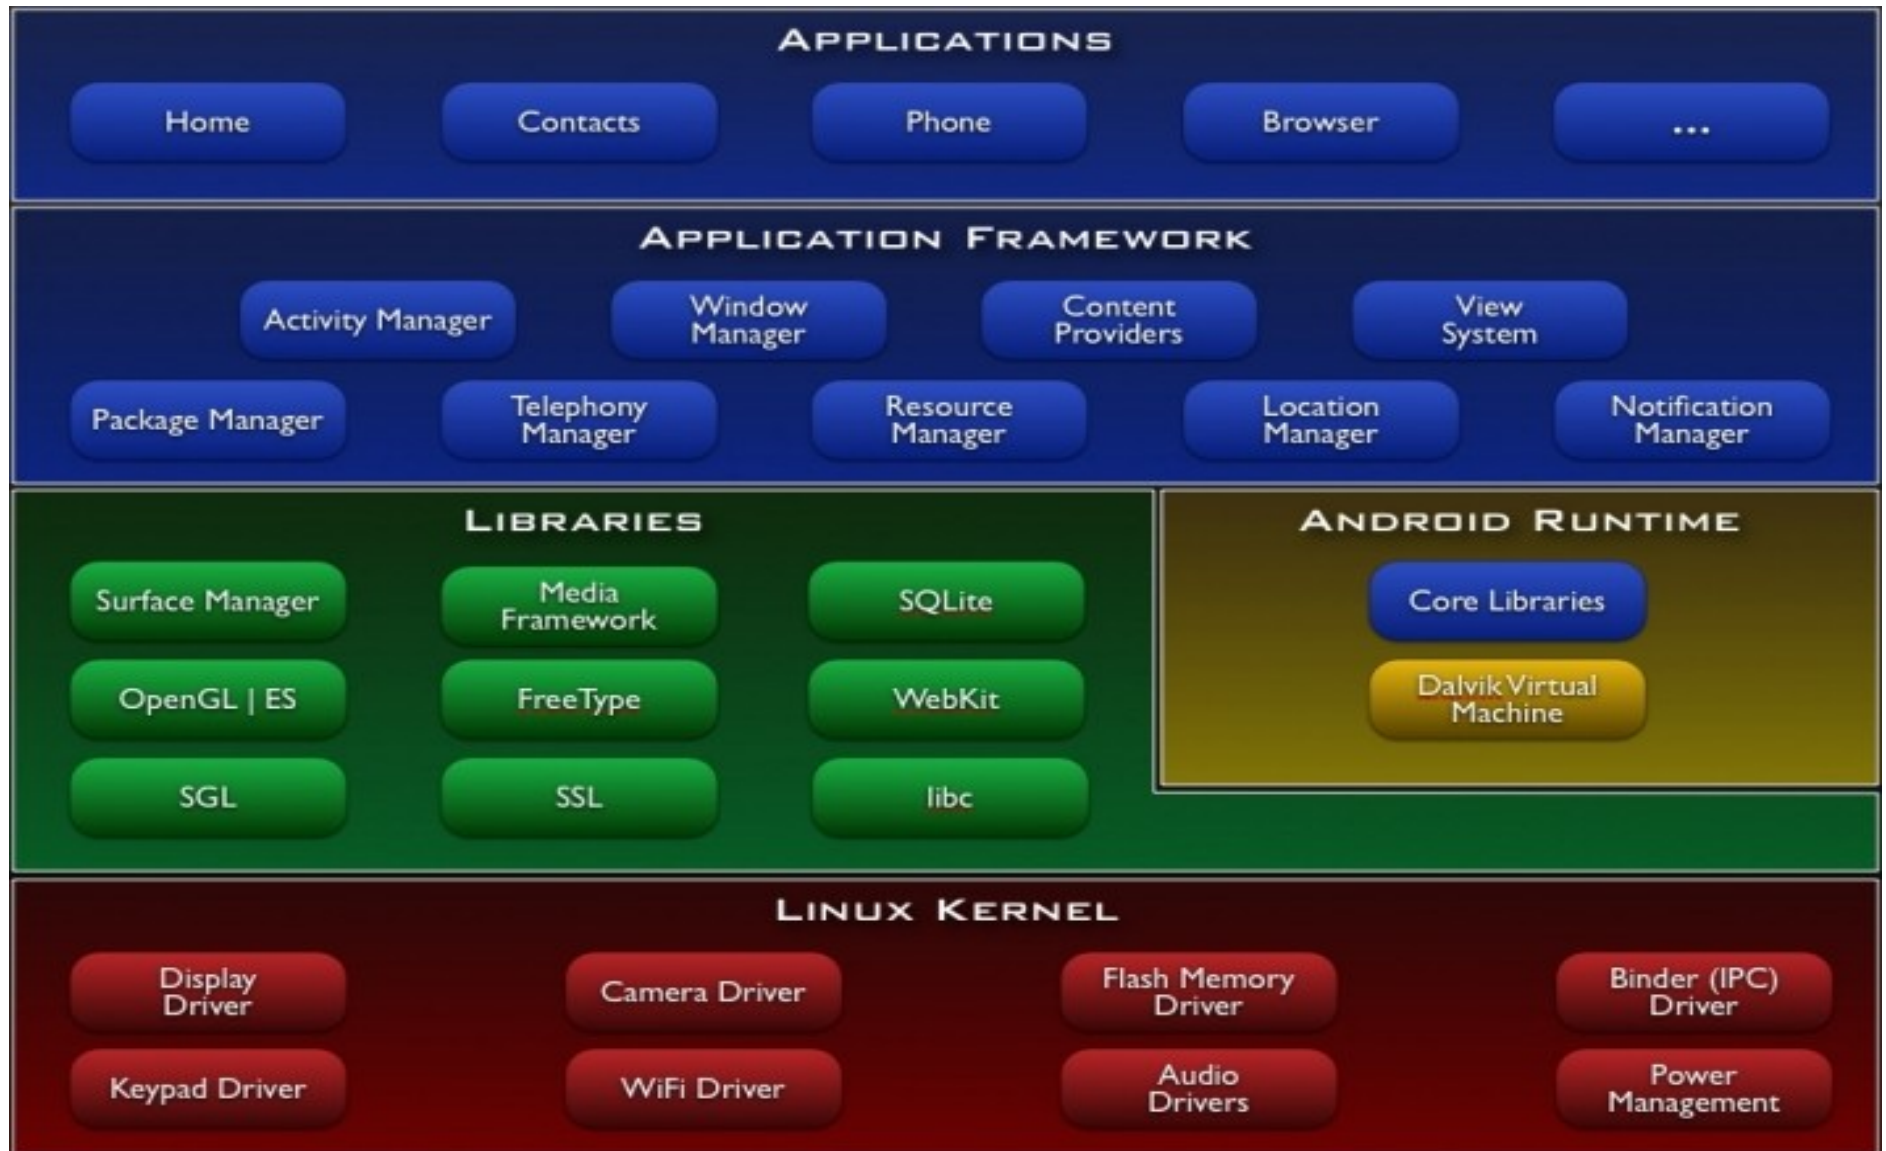 APPLICATIONS
Home
Contacts
Phone
Browser
...
APPLICATION FRAMEWORK
Activity Manager
Window
Manager
Content
Providers
View
System
Package Manager
Telephony
Manager
Resource
Manager
Location
Manager
Notification
Manager
LIBRARIES
Surface Manager
Media
Framework
SQLite
OpenGL | ES
FreeType
WebKit
SGL
SSL
libc
ANDROID RUNTIME
Core Libraries
Dalvik Virtual
Machine
LINUX KERNEL
Display
Driver
Camera Driver
Flash Memory
Driver
Binder (IPC)
Driver
Keypad Driver
WiFi Driver
Audio
Drivers
Power
Management